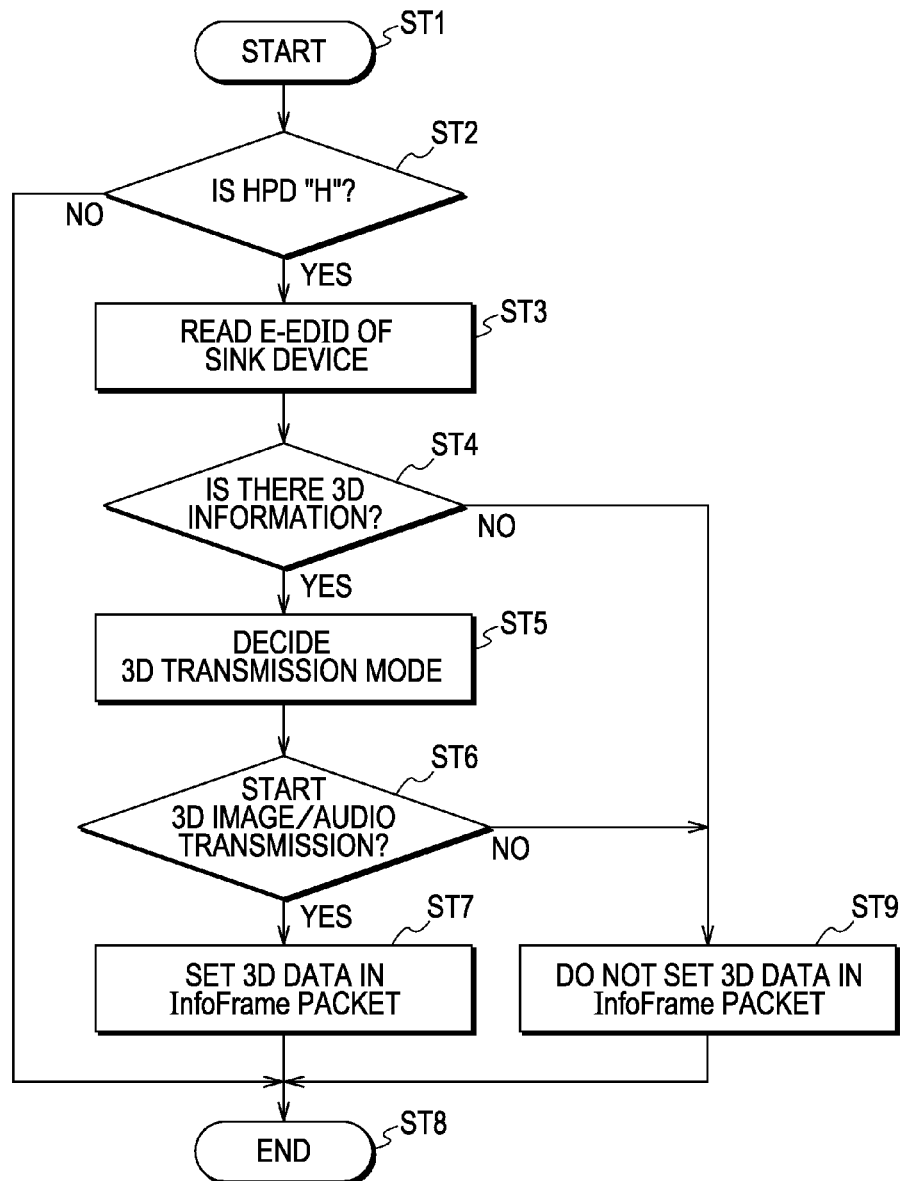 ST1
START
ST2
IS HPD "H"?
NO
YES
ST3
READ E-EDID OF
SINK DEVICE
ST4
IS THERE 3D
INFORMATION?
NO
YES
ST5
DECIDE
3D TRANSMISSION MODE
ST6
START
3D IMAGE/AUDIO
TRANSMISSION?
NO
YES
ST7
SET 3D DATA IN
InfoFrame PACKET
ST9
DO NOT SET 3D DATA IN
InfoFrame PACKET
ST8
END